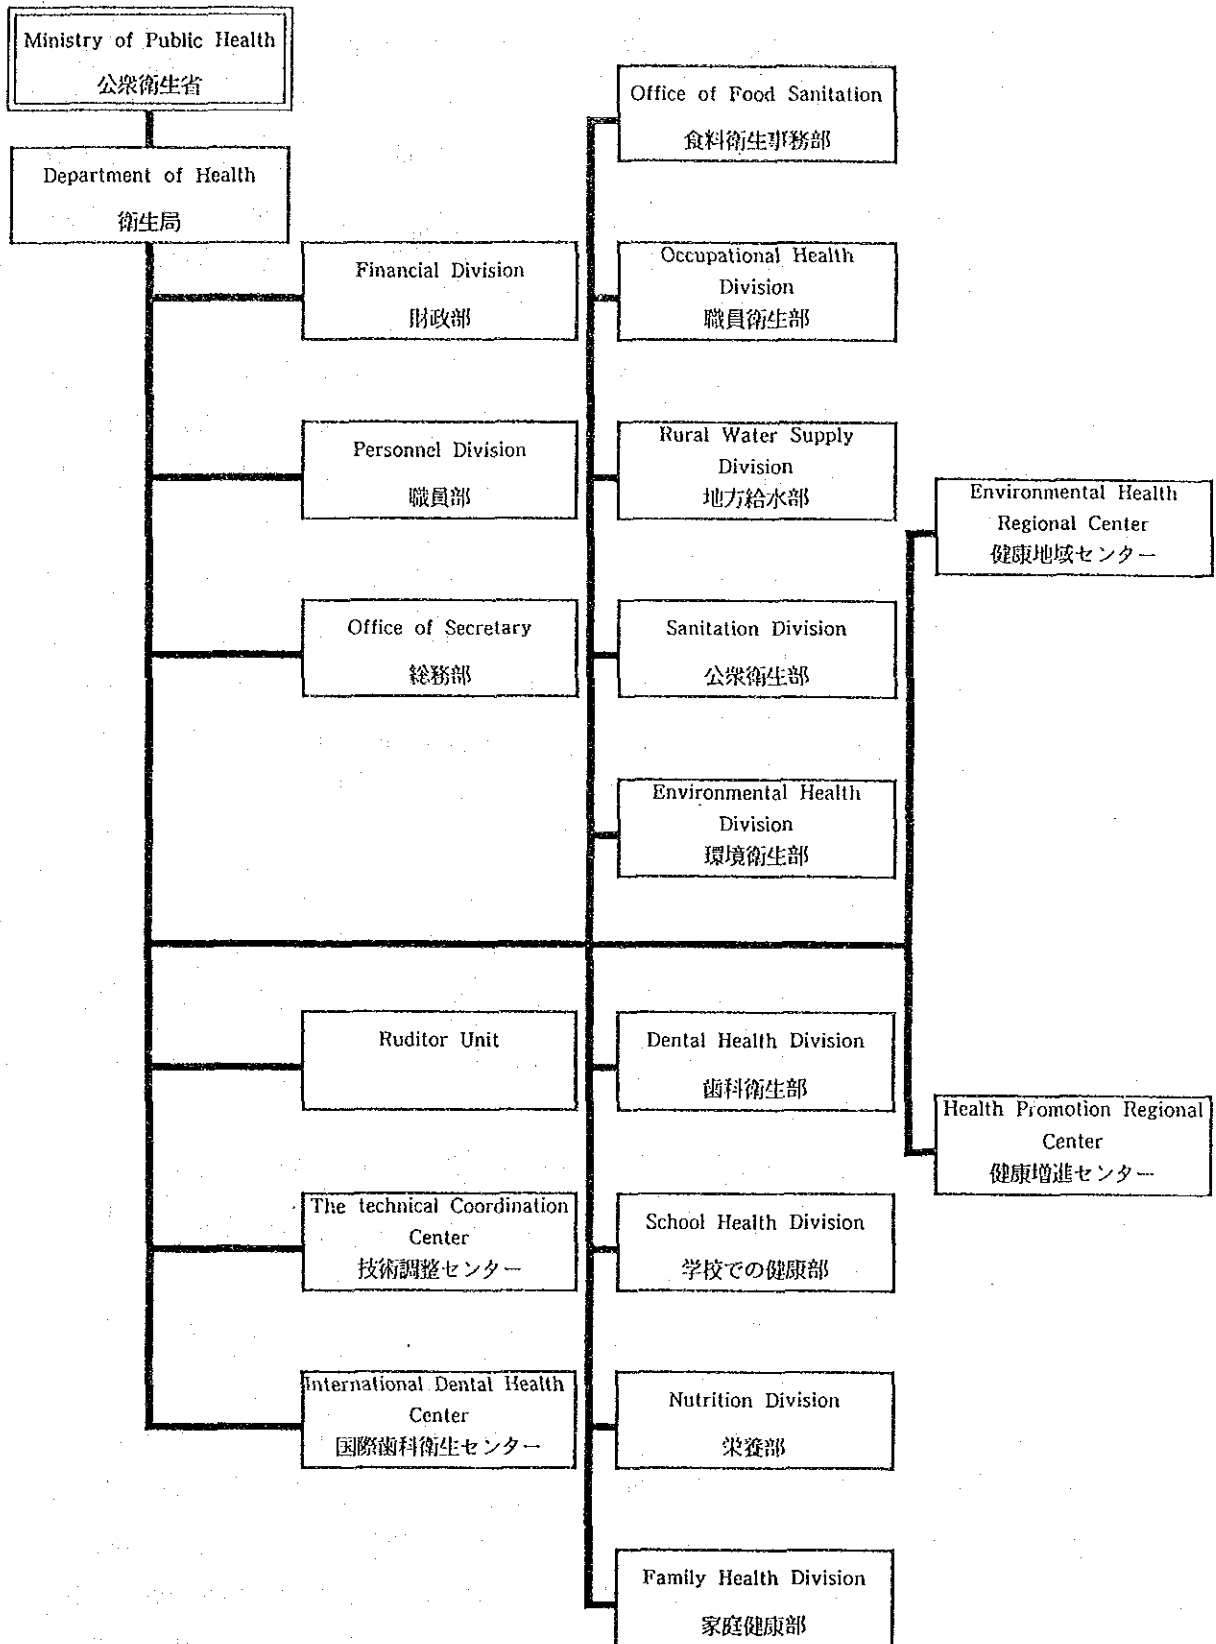 Ministry of Public Health
公衆衛生省
Department of Health
衛生局
Financial Division
財政部
Personnel Division
職員部
Office of Secretary
総務部
Ruditor Unit
The technical Coordination
Center
技術調整センター
International Dental Health
Center
国際歯科衛生センター
Office of Food Sanitation
食料衛生事務部
Occupational Health
Division
職員衛生部
Rural Water Supply
Division
地方給水部
Sanitation Division
公衆衛生部
Environmental Health
Division
環境衛生部
Dental Health Division
歯科衛生部
School Health Division
学校での健康部
Nutrition Division
栄養部
Family Health Division
家庭健康部
Environmental Health
Regional Center
健康地域センター
Health Promotion Regional
Center
健康増進センター